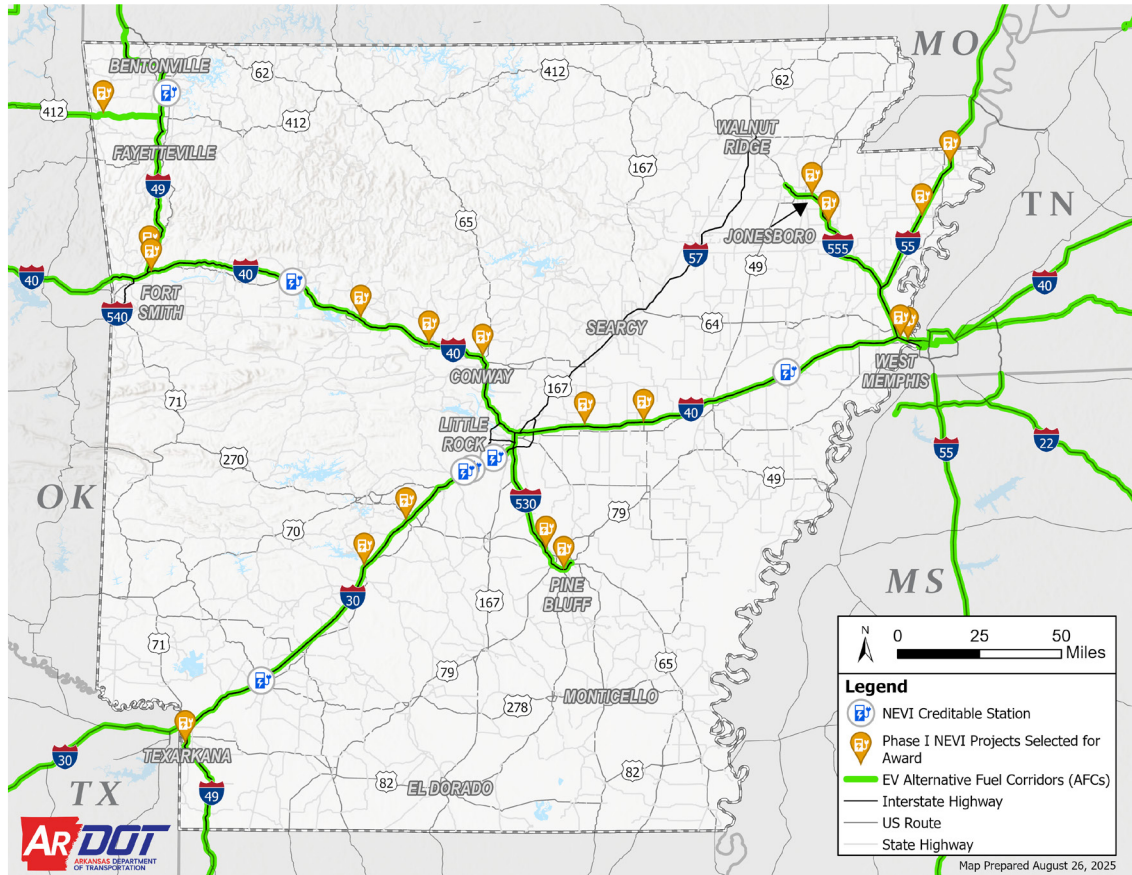 MO
BENTONVILLE
62
412
62
412
412
WALNUT
RIDGE
FAYETTEVILLE
167
TN
49
65
JONESBORO
555
55
57
49
40
40
40
FORT
SMITH
540
SEARCY
64
40
CONWAY
WEST
MEMPHIS
167
71
40
LITTLE
ROCK
55
22
270
49
OK
530
79
70
MS
PINE
BLUFF
30
167
71
65
79
MONTICELLO
278
TEXARKANA
30
82
82
EL DORADO
TX
49
N
0 25 50
Miles
Legend
NEVI Creditable Station
Phase I NEVI Projects Selected for
Award
EV Alternative Fuel Corridors (AFCs)
Interstate Highway
US Route
State Highway
ARDOT
ARKANSAS DEPARTMENT
OF TRANSPORTATION
Map Prepared August 26, 2025